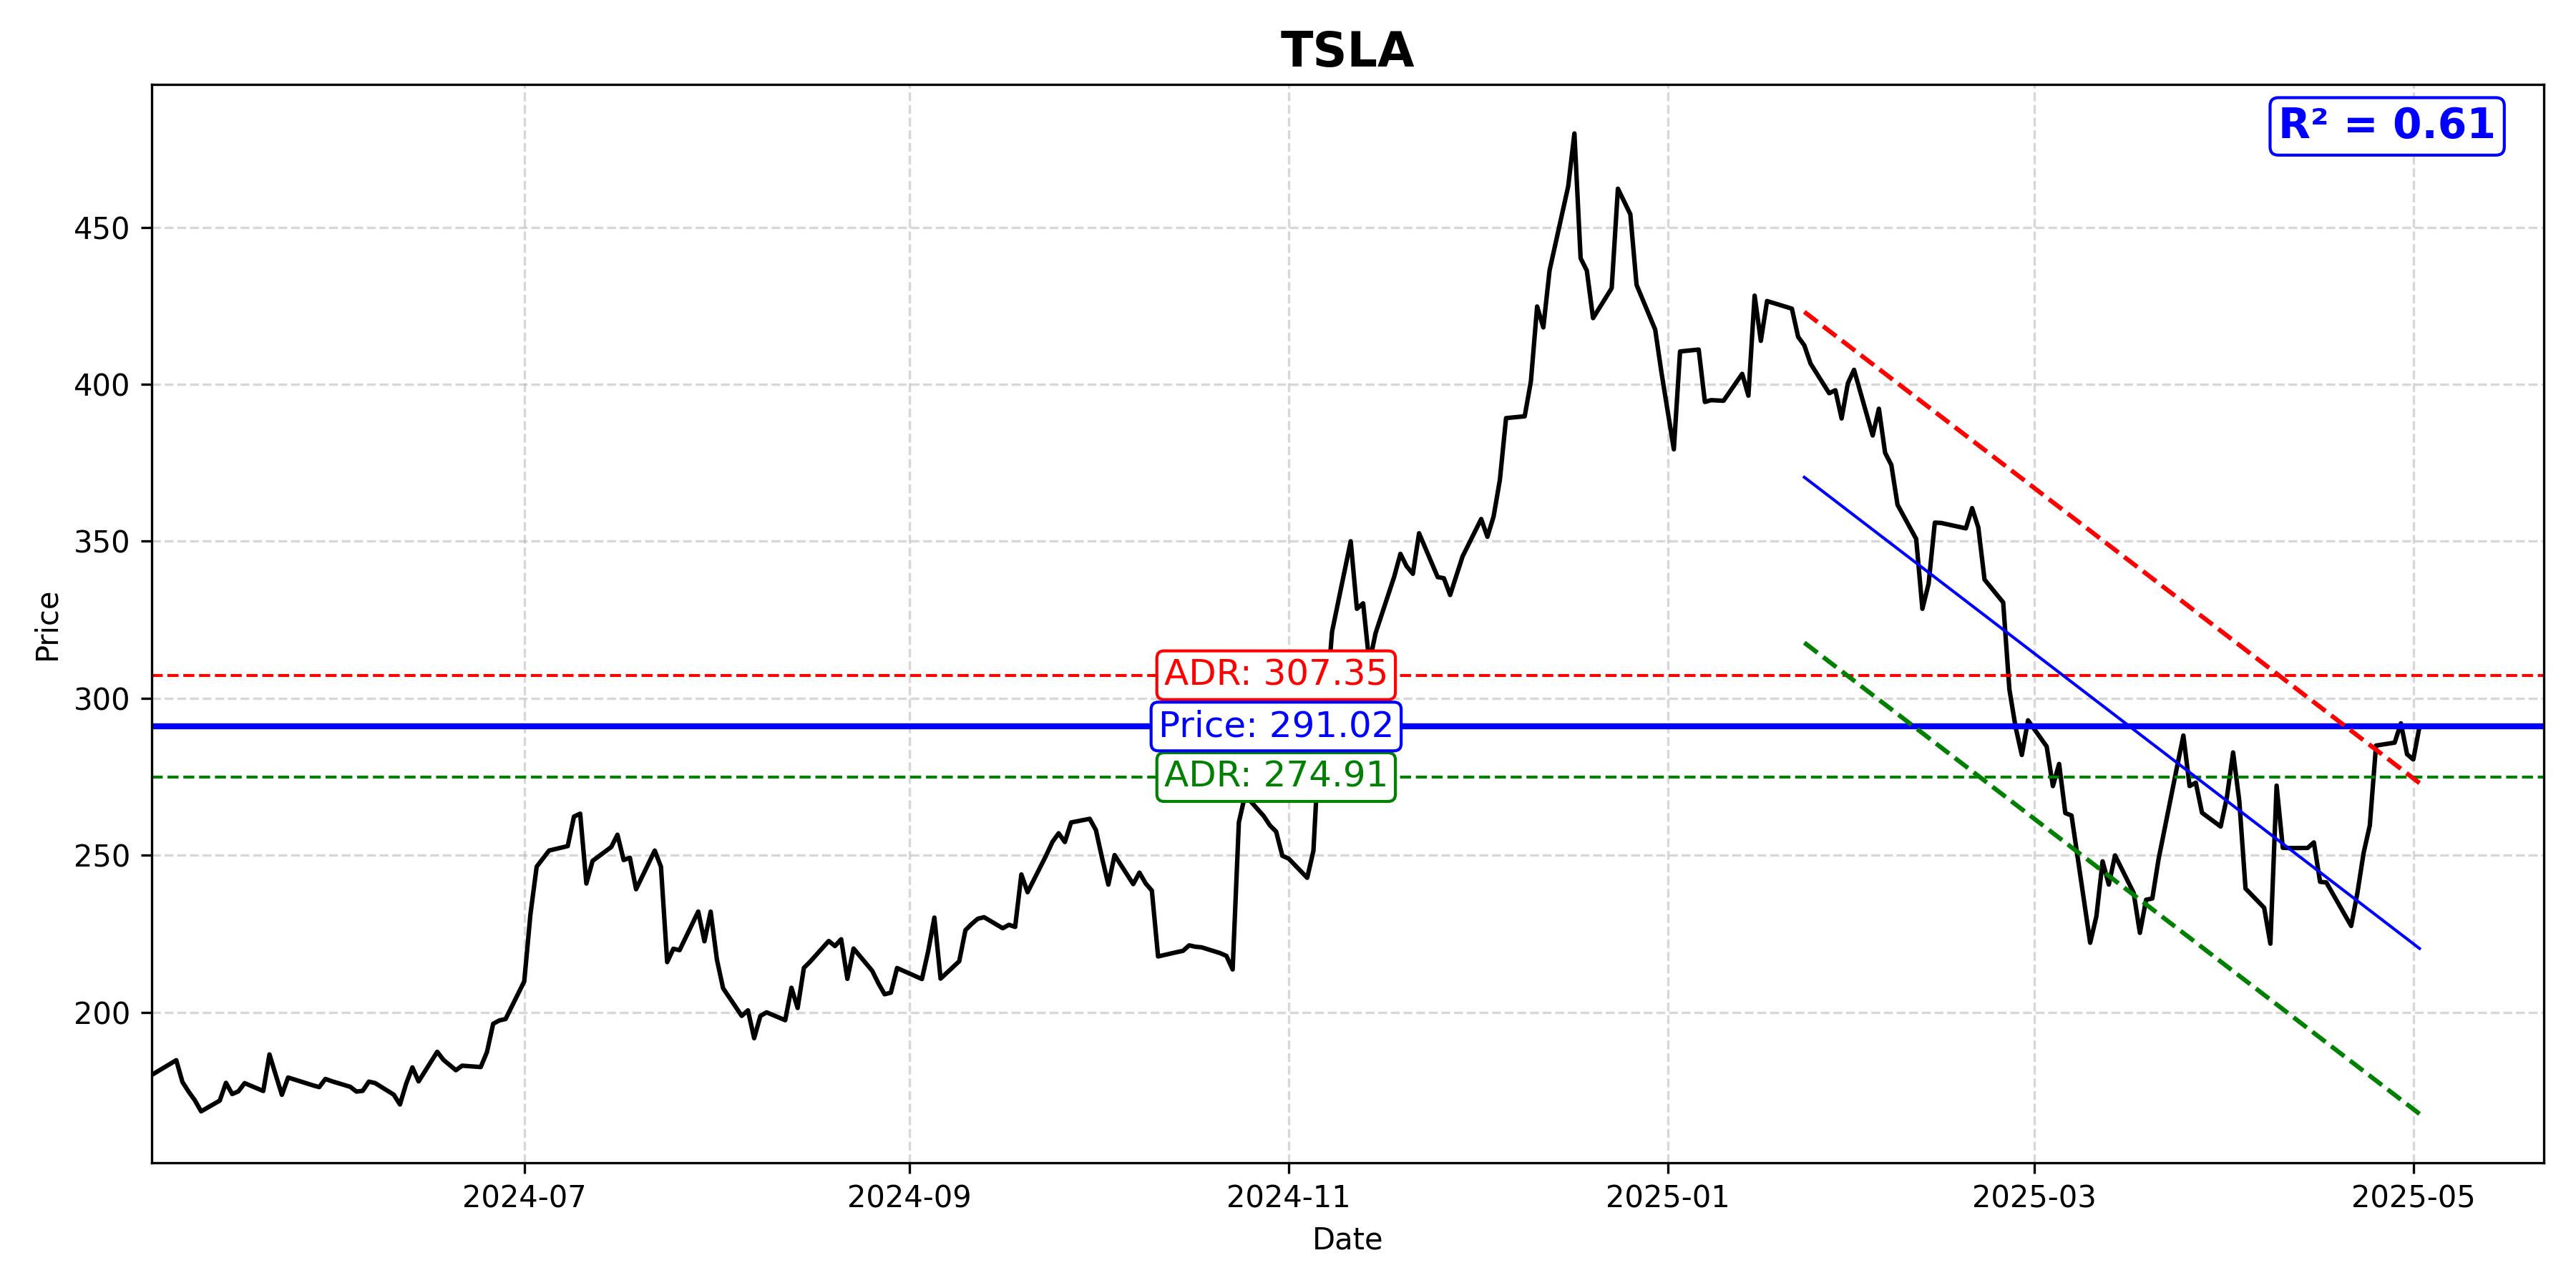 TSLA
R² = 0.61
450
400
350
300
250
200
Price
ADR: 307.35
Price: 291.02
ADR: 274.91
2024-07
2024-09
2024-11
2025-01
2025-03
2025-05
Date